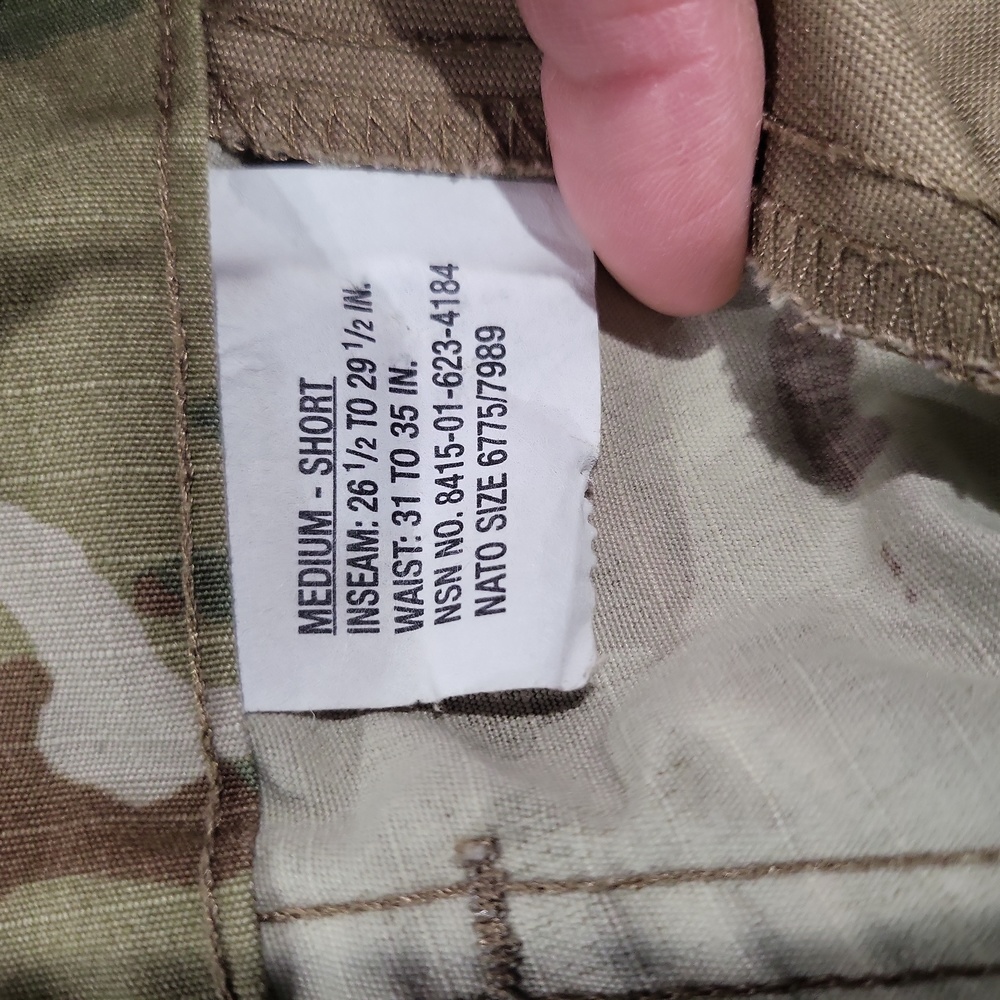 MEDIUM - SHORT
INSEAM: 26 1/2 TO 29 1/2 IN.
WAIST: 31 TO 35 IN.
NSN NO. 8415-01-623-4184
NATO SIZE 6775/7989